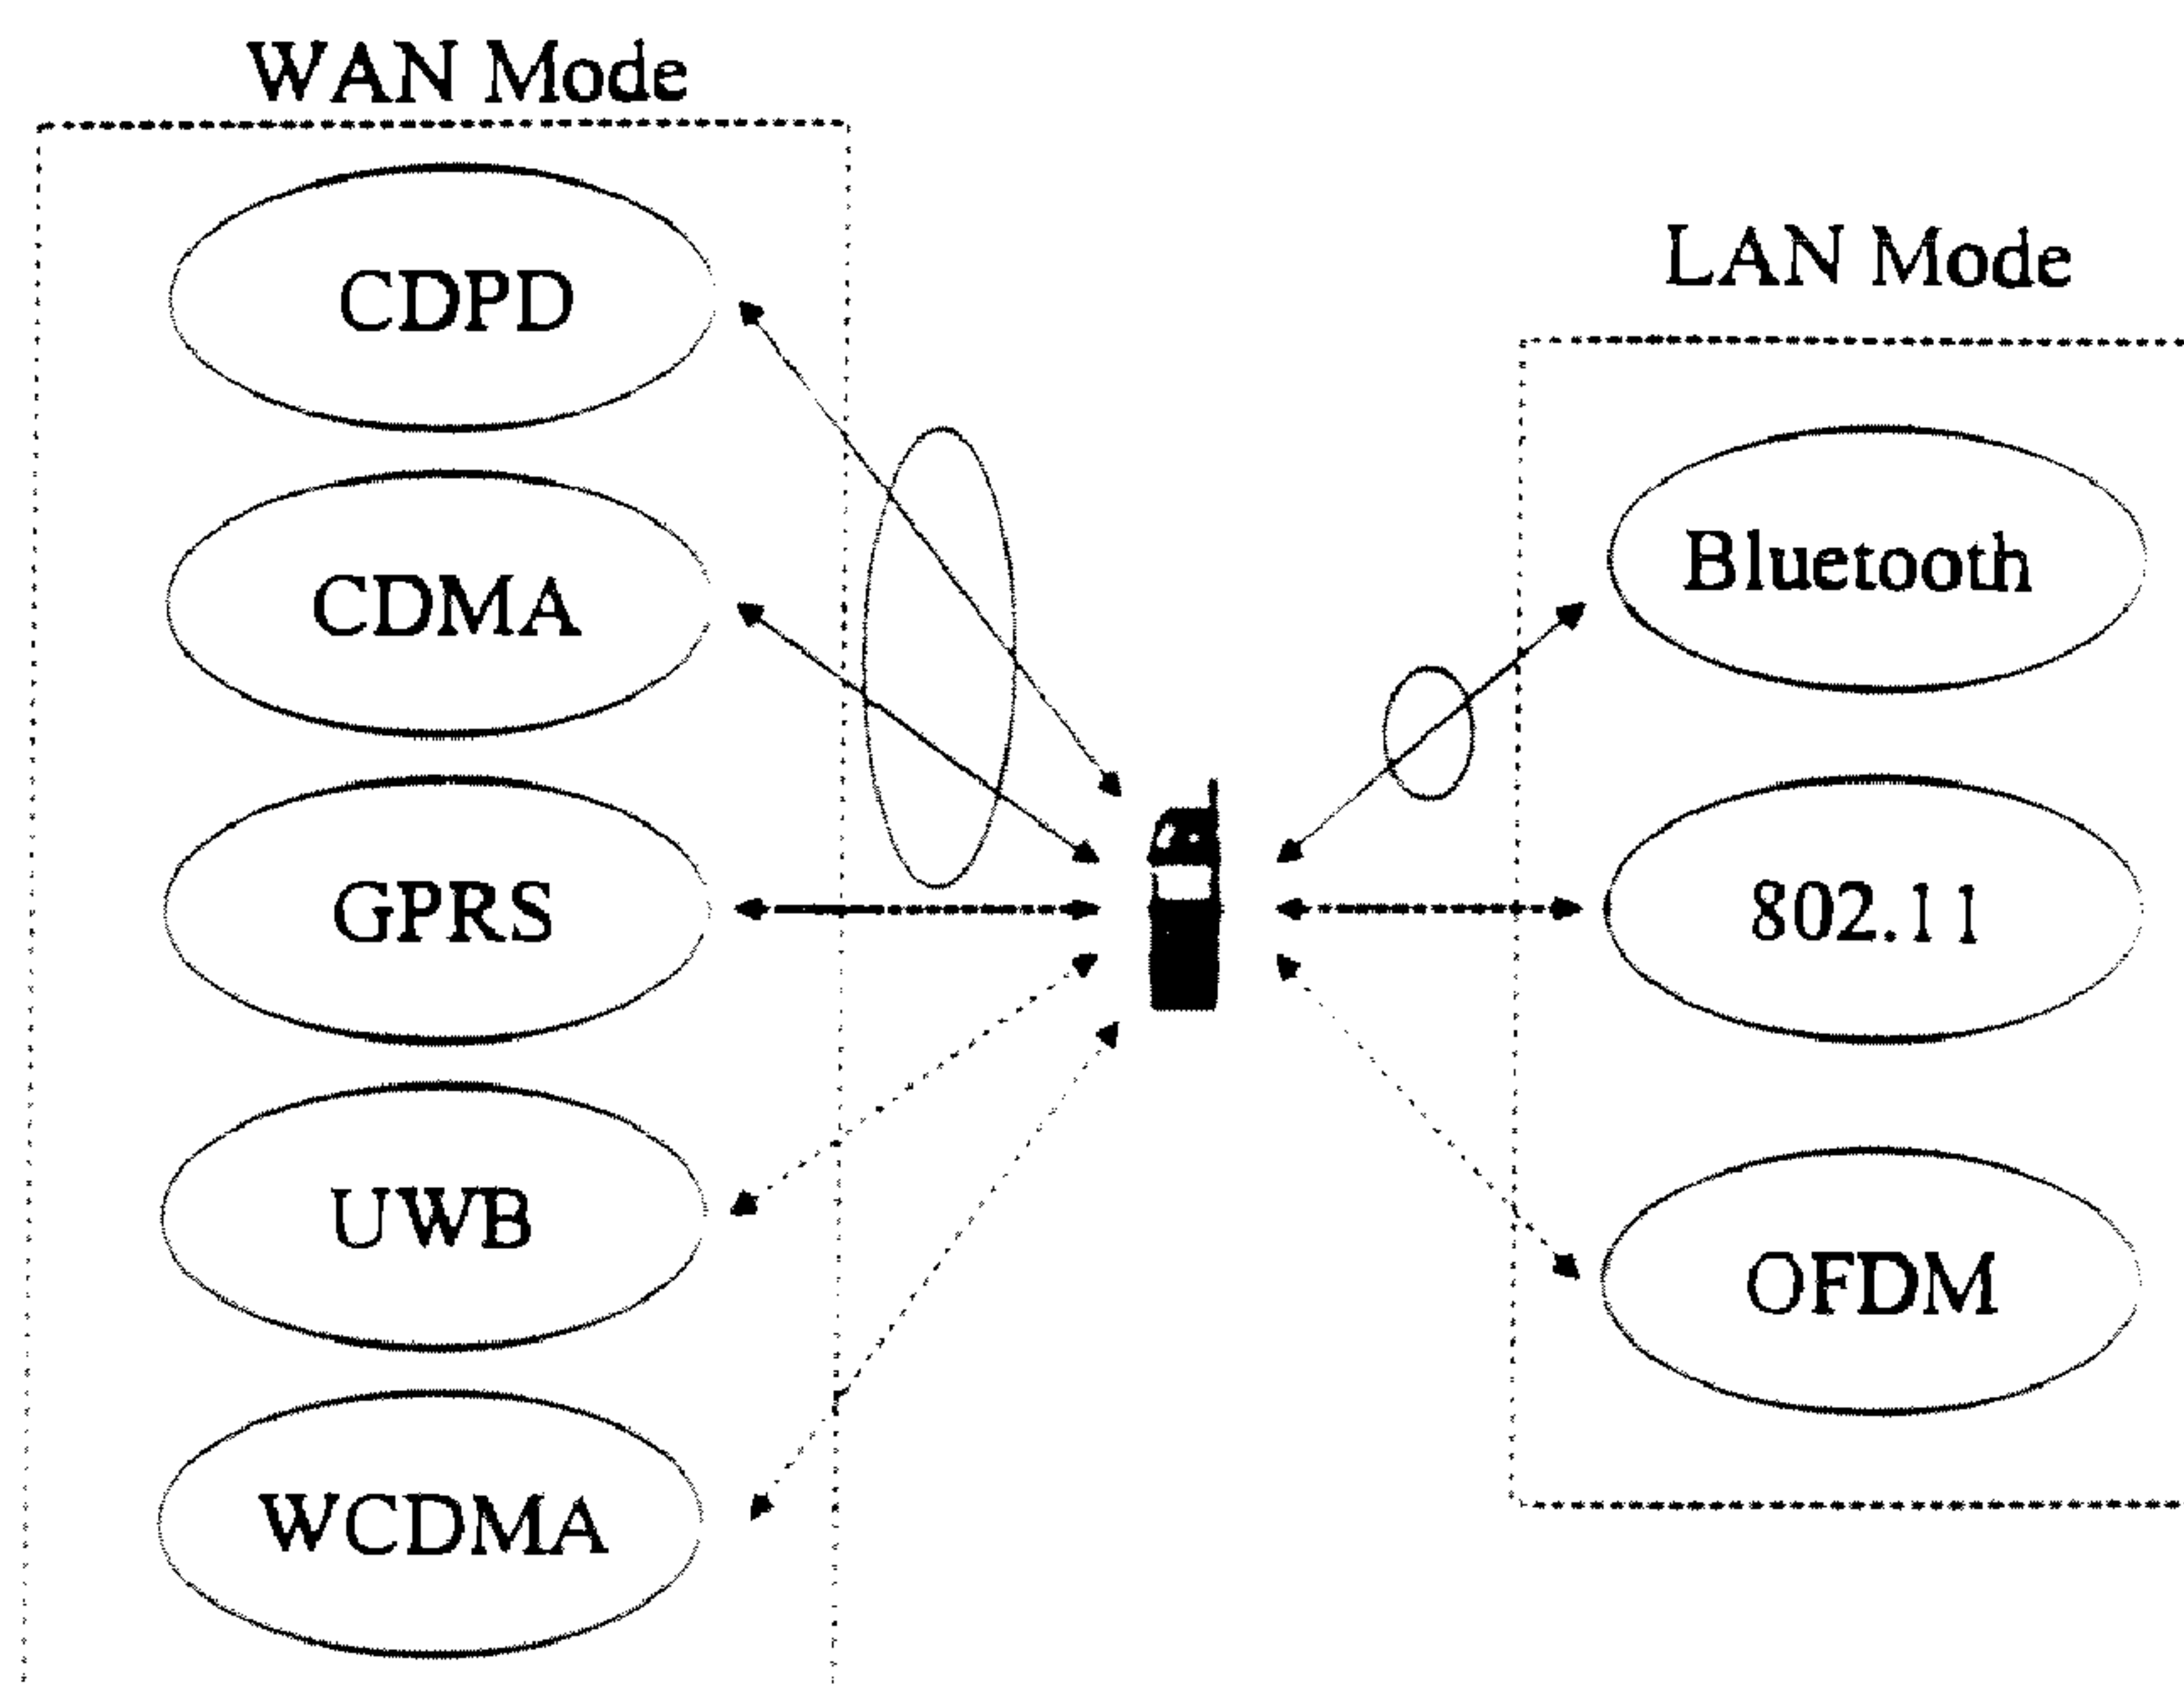 WAN Mode
CDPD
CDMA
GPRS
UWB
WCDMA
LAN Mode
Bluetooth
802.11
OFDM